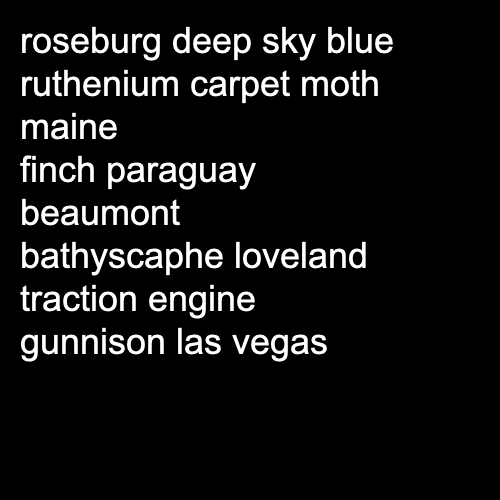 roseburg deep sky blue
ruthenium carpet moth
maine
finch paraguay
beaumont
bathyscaphe loveland
traction engine
gunnison las vegas